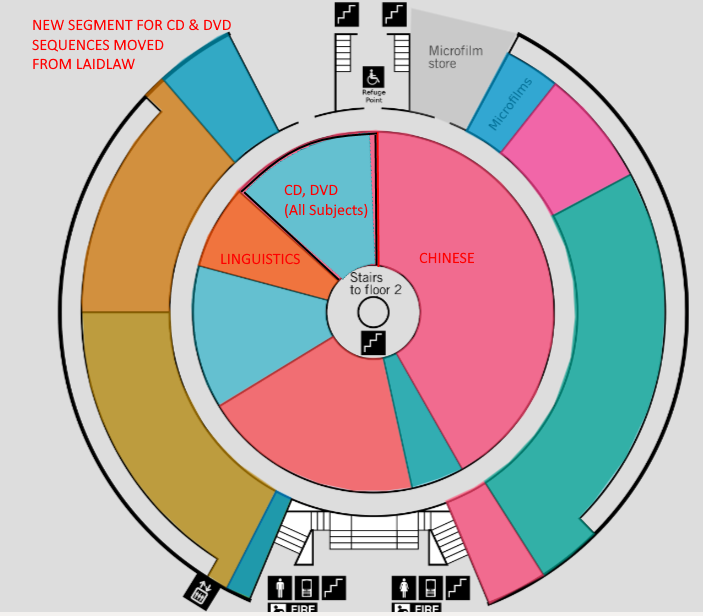 NEW SEGMENT FOR CD & DVD
SEQUENCES MOVED
FROM LAIDLAW
Microfilm
store
Refuge
Point
Microfilms
CD, DVD
(All Subjects)
LINGUISTICS
CHINESE
Stairs
to floor 2
FIRE
FIRE